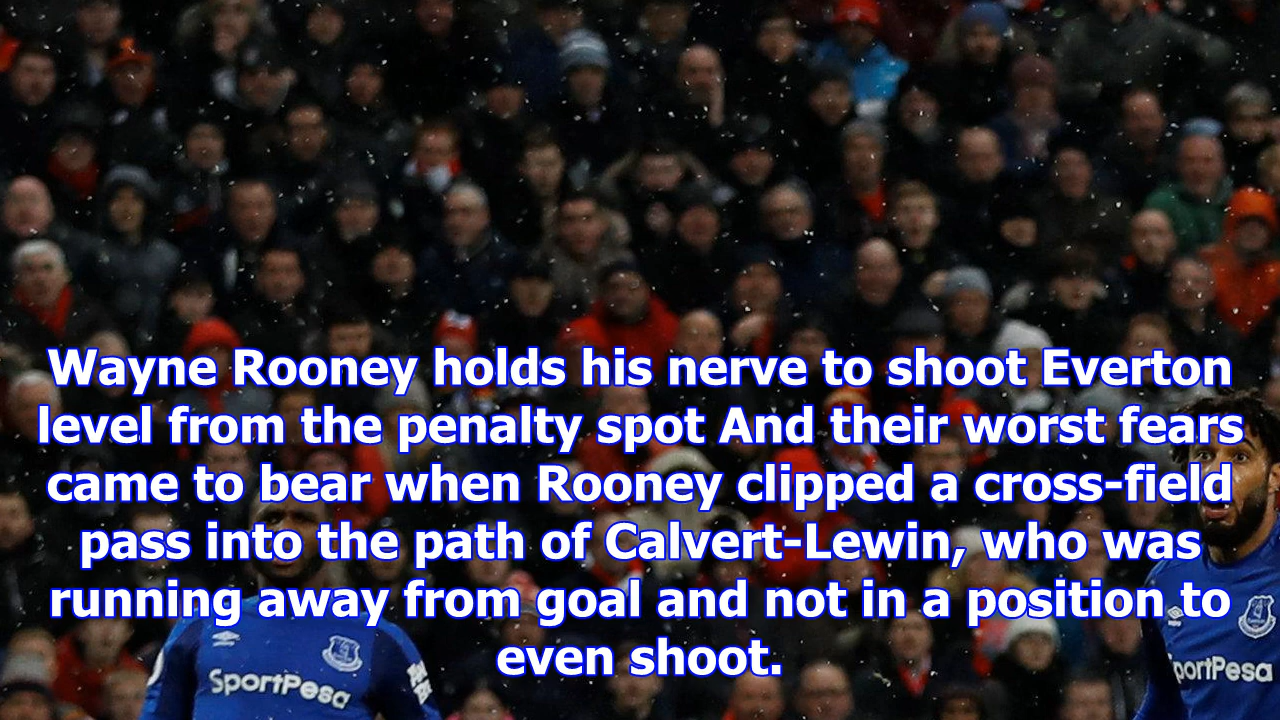 Wayne Rooney holds his nerve to shoot Everton
level from the penalty spot And their worst fears
came to bear when Rooney clipped a cross-field
pass into the path of Calvert-Lewin, who was
running away from goal and not in a position to
even shoot.
SportPesa
SportPesa